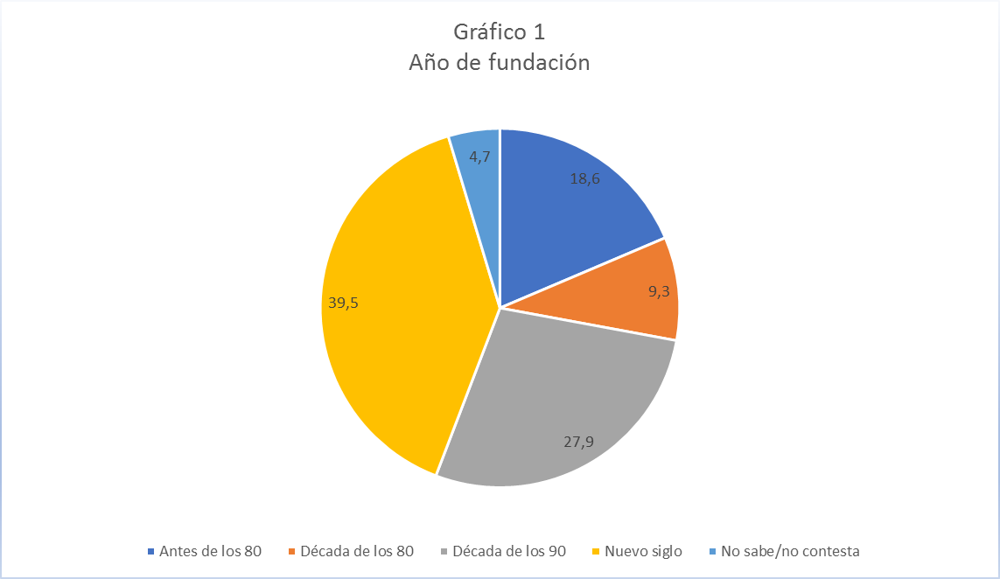 Gráfico 1
Año de fundación
4,7
18,6
9,3
39,5
27,9
Antes de los 80 Década de los 80 Década de los 90 Nuevo siglo No sabe/no contesta